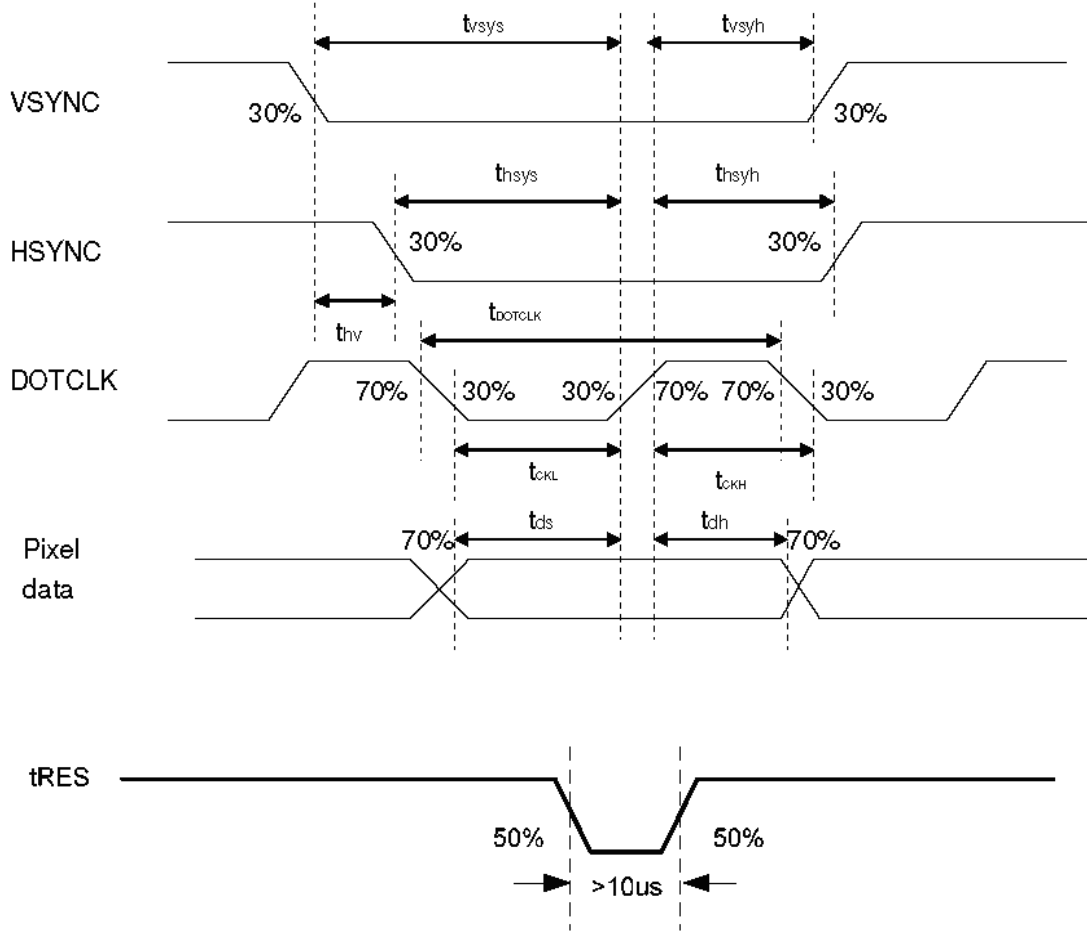 tvsys tvsyh
VSYNC
30% 30%
thsys thsyh
HSYNC
30% 30%
thv
tDOTCLK
DOTCLK
70% 30% 30% 70% 70% 30%
tCKL tCKH
tds tdh
Pixel
data
70% 70%
tRES
50% 50%
>10us